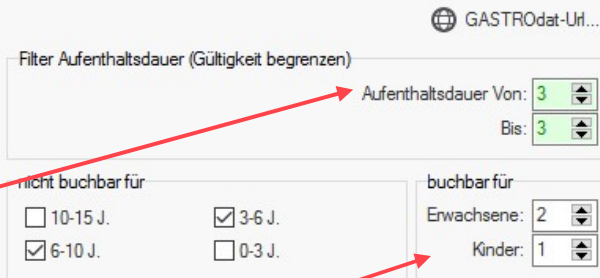 GASTROdat-Url...
Filter Aufenthaltsdauer (Gültigkeit begrenzen)
Aufenthaltsdauer Von: 3
Bis: 3
nicht buchbar für
10-15 J.
3-6 J.
6-10 J.
0-3 J.
buchbar für
Erwachsene: 2
Kinder: 1